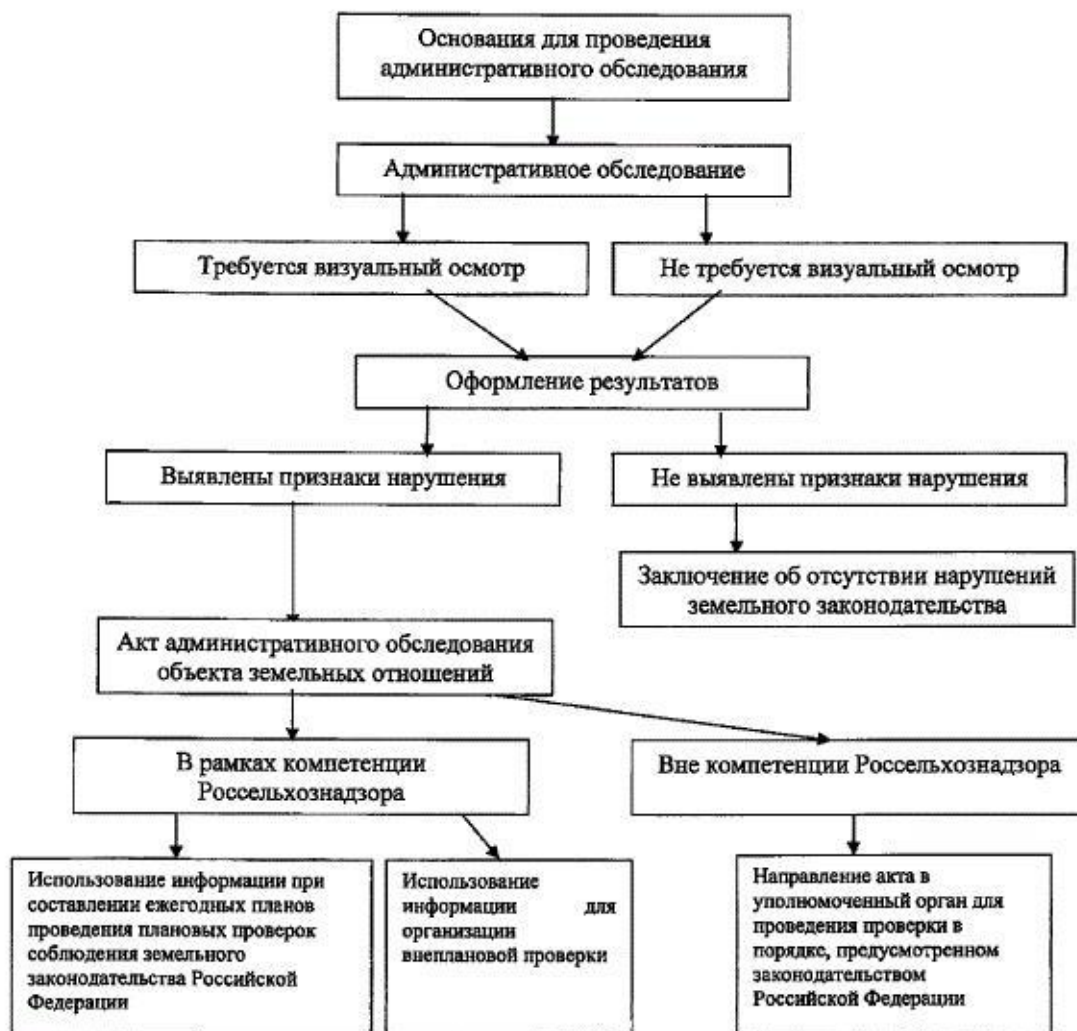 Основания для проведения
административного обследования
Административное обследование
Требуется визуальный осмотр
Не требуется визуальный осмотр
Оформление результатов
Выявлены признаки нарушения
Не выявлены признаки нарушения
Заключение об отсутствии нарушений
земельного законодательства
Акт административного обследования
объекта земельных отношений
В рамках компетенции
Россельхознадзора
Вне компетенции Россельхознадзора
Использование информации при
составлении ежегодных планов
проведения плановых проверок
соблюдения земельного
законодательства Российской
Федерации
Использование
информации для
организации
внеплановой проверки
Направление акта в
уполномоченный орган для
проведения проверки в
порядке, предусмотренном
законодательством
Российской Федерации